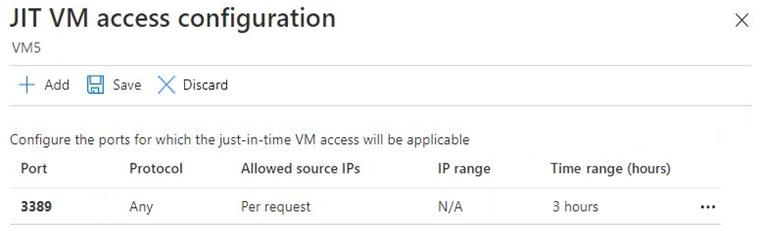 JIT VM access configuration
VM5
Add Save Discard
Configure the ports for which the just-in-time VM access will be applicable
Port Protocol Allowed source IPs IP range Time range (hours)
3389 Any Per request N/A 3 hours